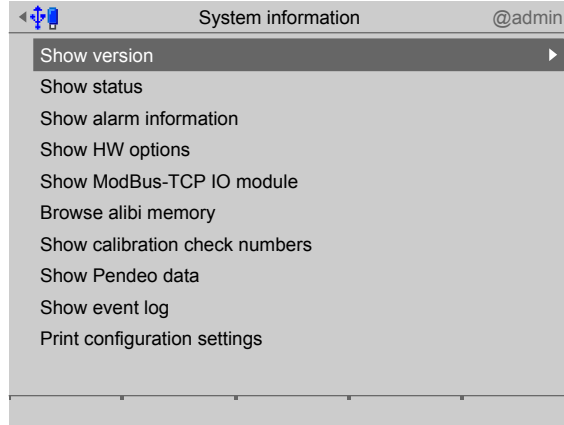 System information @admin
Show version
Show status
Show alarm information
Show HW options
Show ModBus-TCP IO module
Browse alibi memory
Show calibration check numbers
Show Pendeo data
Show event log
Print configuration settings